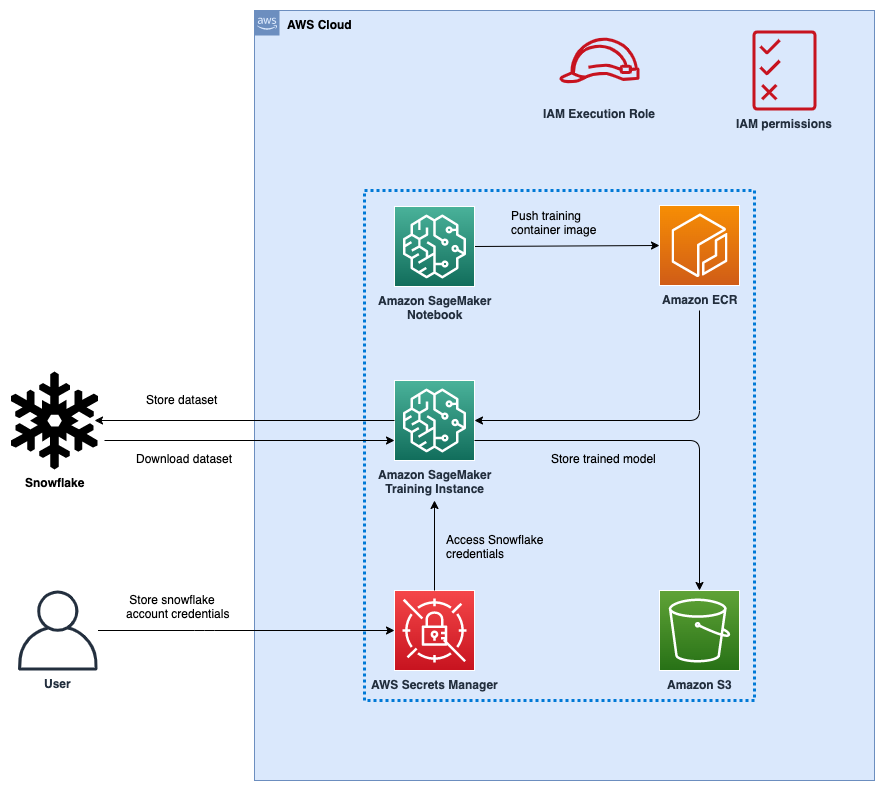 aws
AWS Cloud
IAM Execution Role
IAM permissions
Push training
container image
Amazon SageMaker
Notebook
Amazon ECR
Store dataset
Download dataset
Snowflake
Amazon SageMaker
Training Instance
Store trained model
Access Snowflake
credentials
Store snowflake
account credentials
User
AWS Secrets Manager
Amazon S3